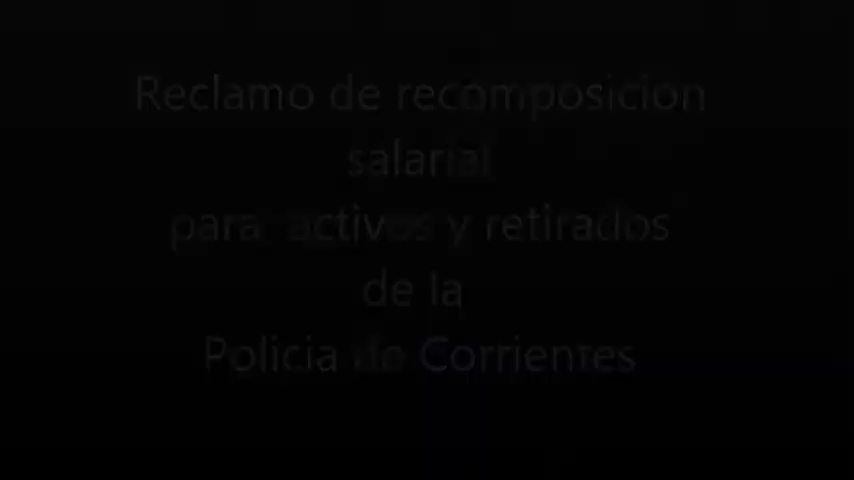 Reclamo de recomposicion
salarial
para activos y retirados
de la
Policia de Corrientes